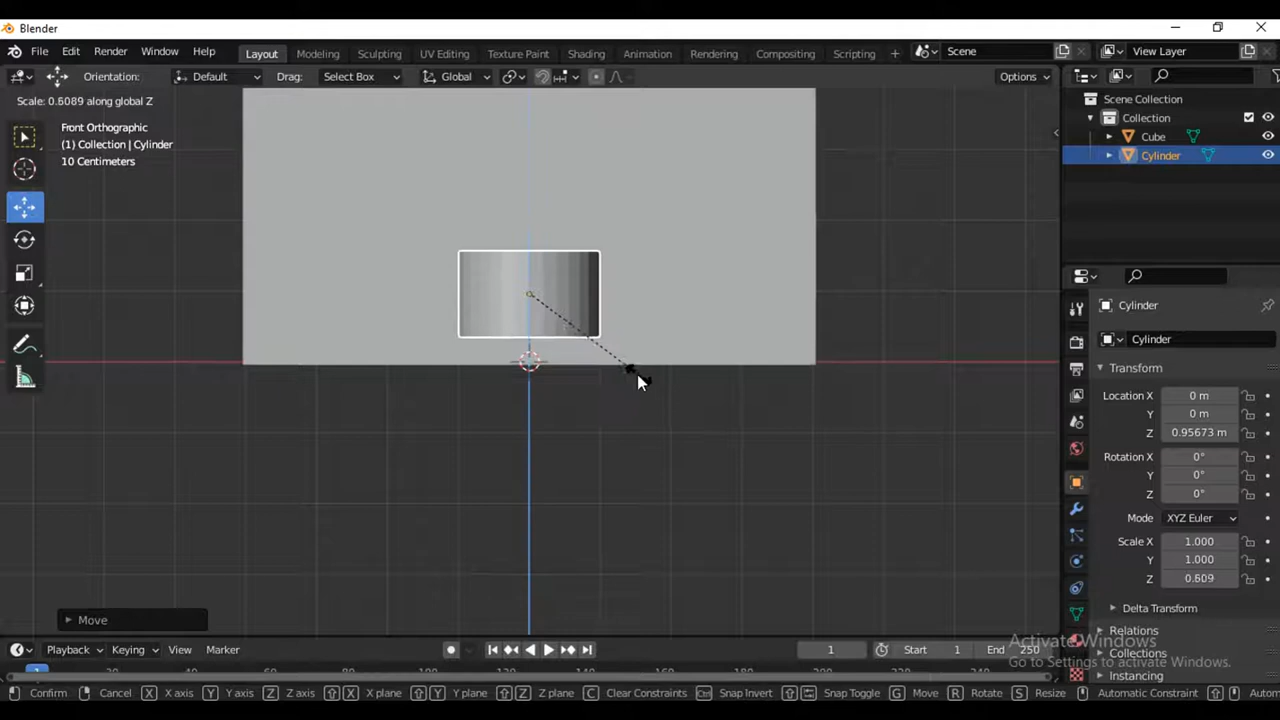 Blender
File Edit Render Window Help Layout Modeling Sculpting UV Editing Texture Paint Shading Animation Rendering Compositing Scripting + Scene View Layer
Orientation: Default Drag: Select Box Global Options
Scale: 0.6089 along global Z
Front Orthographic
(1) Collection | Cylinder
10 Centimeters
Scene Collection
Collection
Cube
Cylinder
Cylinder
Cylinder
Transform
Location X 0 m
Y 0 m
Z 0.95673 m
Rotation X 0°
Y 0°
Z 0°
Mode XYZ Euler
Scale X 1.000
Y 1.000
Z 0.609
Delta Transform
Relations
Collections
Instancing
Move
Activate Windows
Go to Settings to activate Windows.
Playback Keying View Marker 1 Start 1 End 250
1
Confirm Cancel X X axis Y Y axis Z Z axis X X plane Y Y plane Z Z plane C Clear Constraints Ctrl Snap Invert Snap Toggle G Move R Rotate S Resize Automatic Constraint